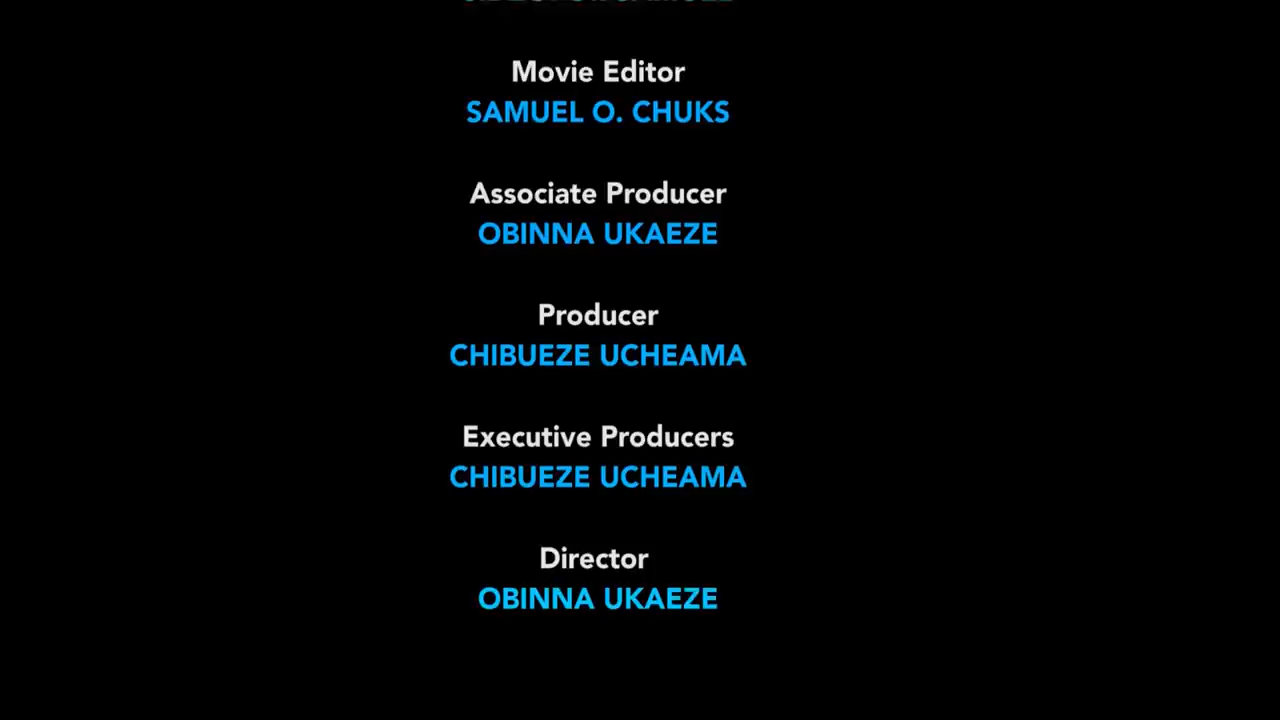 Movie Editor
SAMUEL O. CHUKS
Associate Producer
OBINNA UKAEZE
Producer
CHIBUEZE UCHEAMA
Executive Producers
CHIBUEZE UCHEAMA
Director
OBINNA UKAEZE